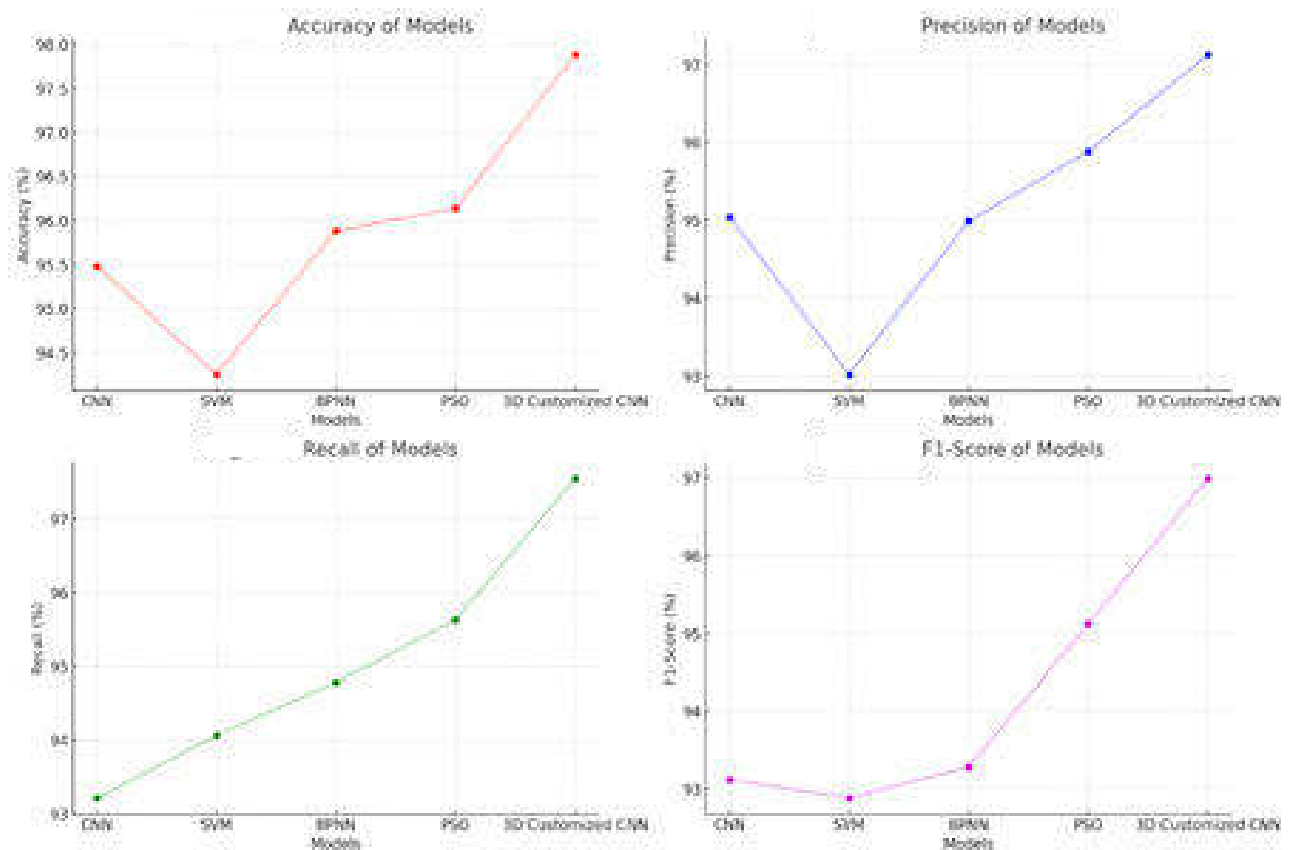 Accuracy of Models
98.0
97.5
97.0
96.5
96.0
95.5
95.0
94.5
Accuracy (%)
CNN SVM BPNN PSO 3D Customized CNN
Models
Precision of Models
97
96
95
94
93
Precision (%)
CNN SVM BPNN PSO 3D Customized CNN
Models
Recall of Models
97
96
95
94
93
Recall (%)
CNN SVM BPNN PSO 3D Customized CNN
Models
F1-Score of Models
97
96
95
94
93
F1-Score (%)
CNN SVM BPNN PSO 3D Customized CNN
Models